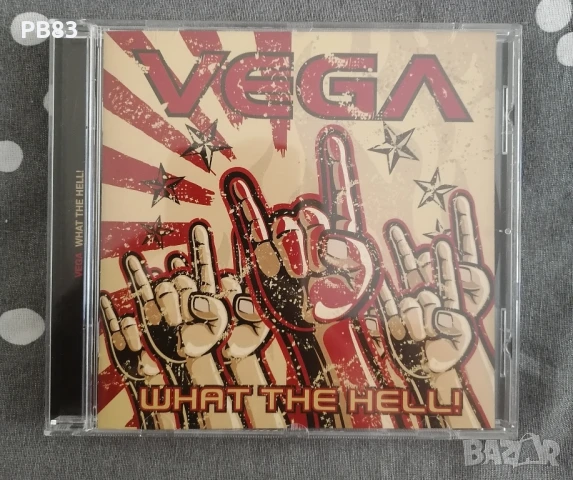 PB83
VEGA
VEGA WHAT THE HELL!
WHAT THE HELL!
BAZAR